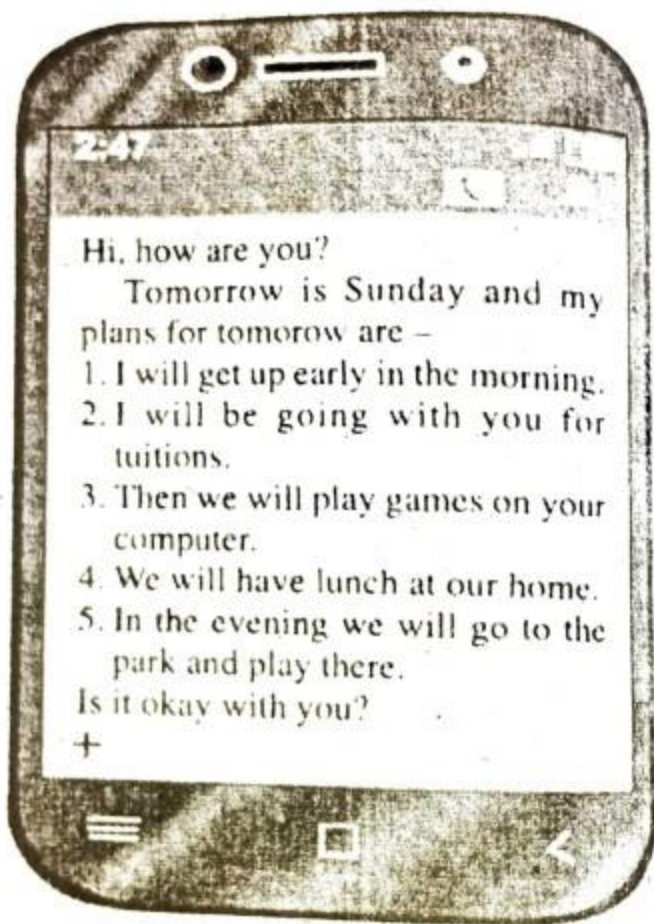 2:47
Hi, how are you?
Tomorrow is Sunday and my
plans for tomorow are –
1. I will get up early in the morning.
2. I will be going with you for
tuitions.
3. Then we will play games on your
computer.
4. We will have lunch at our home.
5. In the evening we will go to the
park and play there.
Is it okay with you?
+